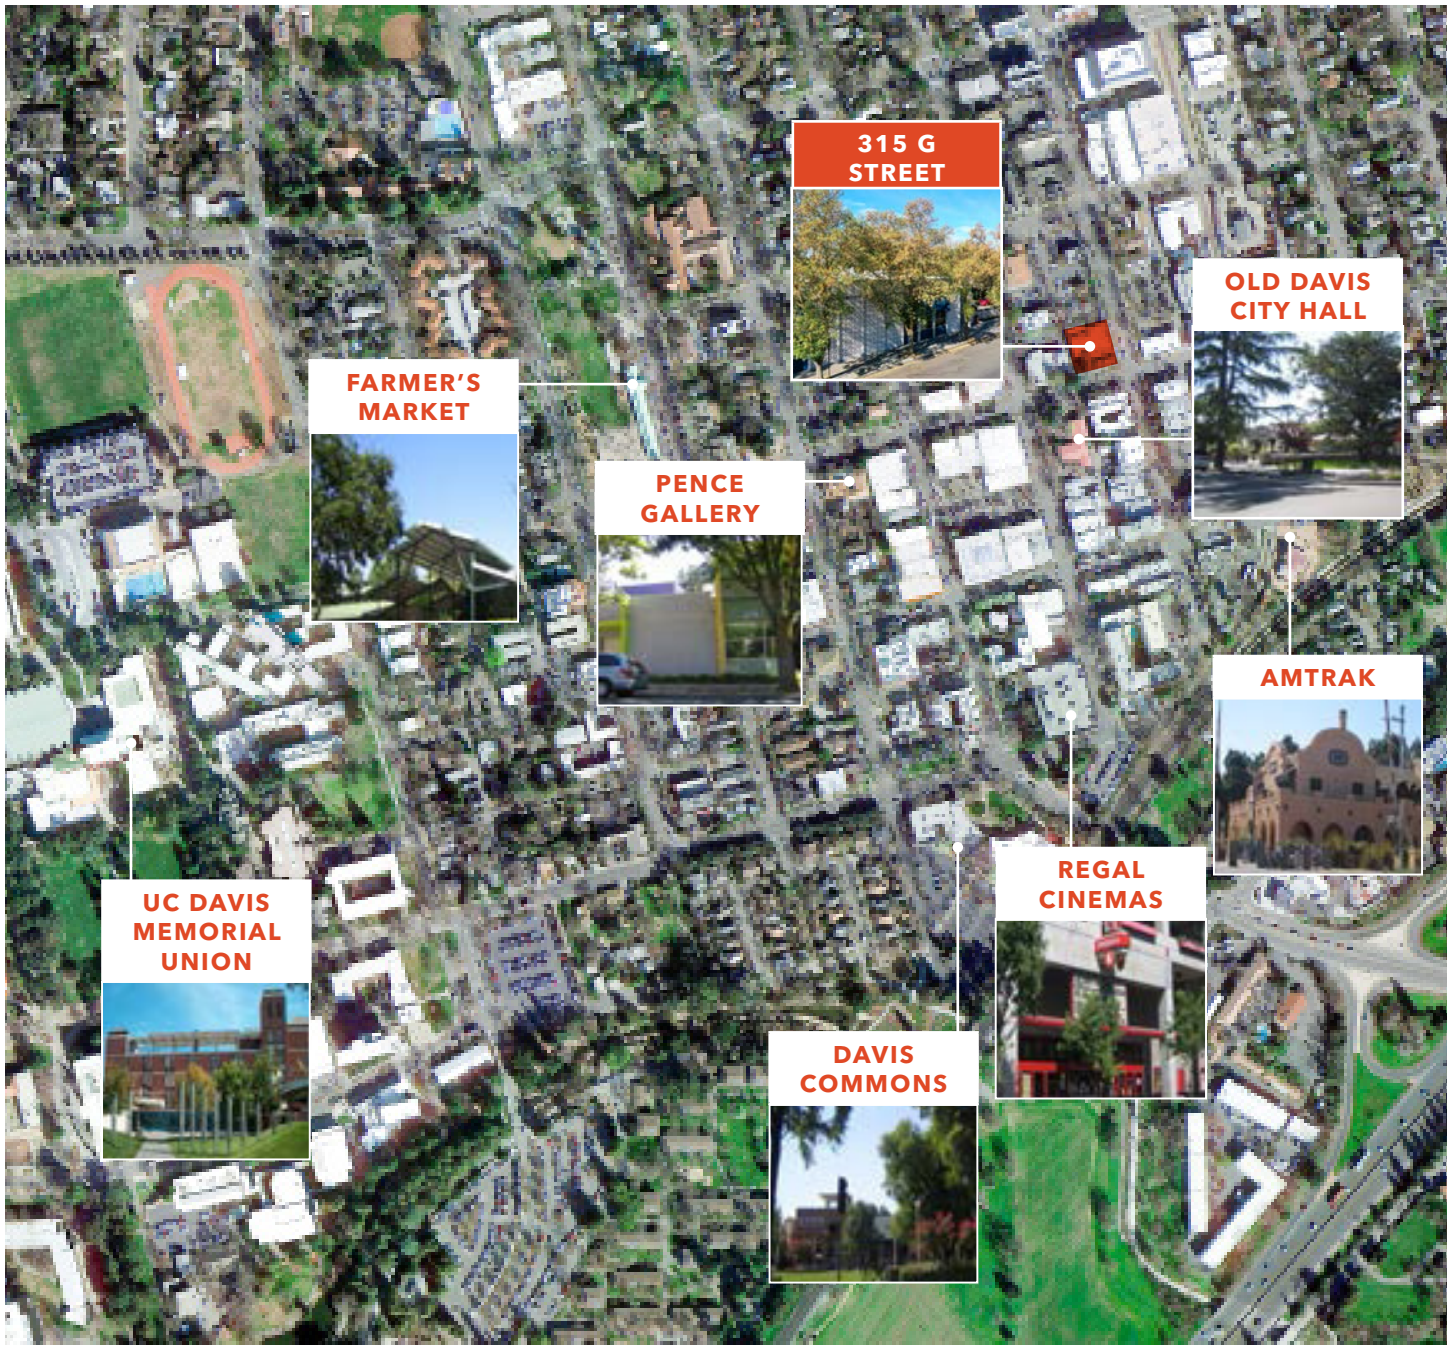 315 G
STREET
OLD DAVIS
CITY HALL
FARMER'S
MARKET
PENCE
GALLERY
AMTRAK
REGAL
CINEMAS
UC DAVIS
MEMORIAL
UNION
DAVIS
COMMONS